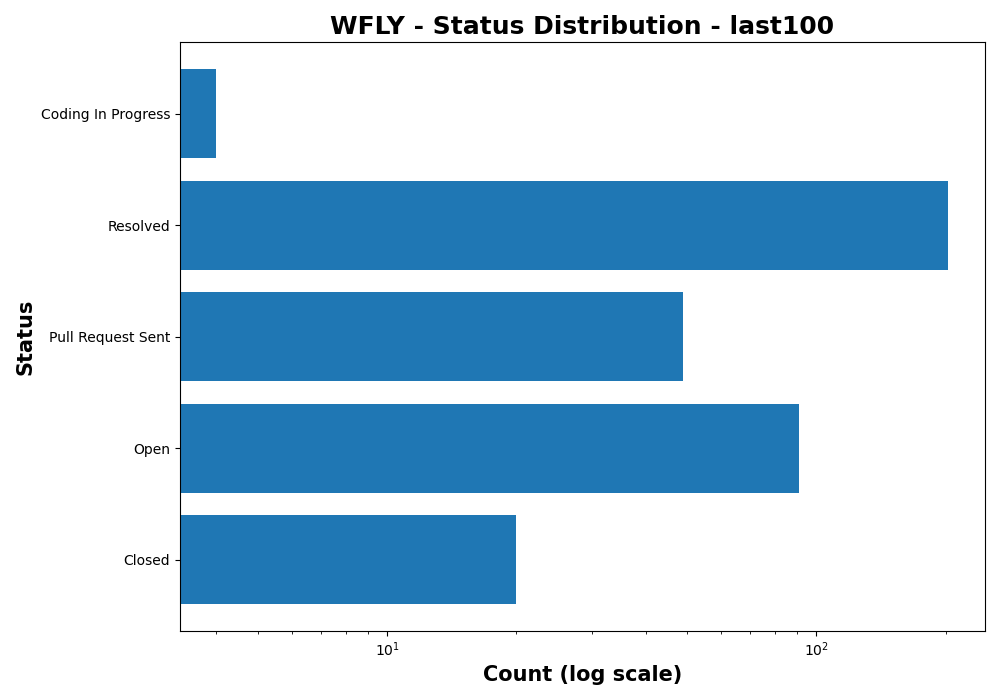 WFLY - Status Distribution - last100
Coding In Progress
Resolved
Pull Request Sent
Open
Closed
Status
10¹ 10²
Count (log scale)